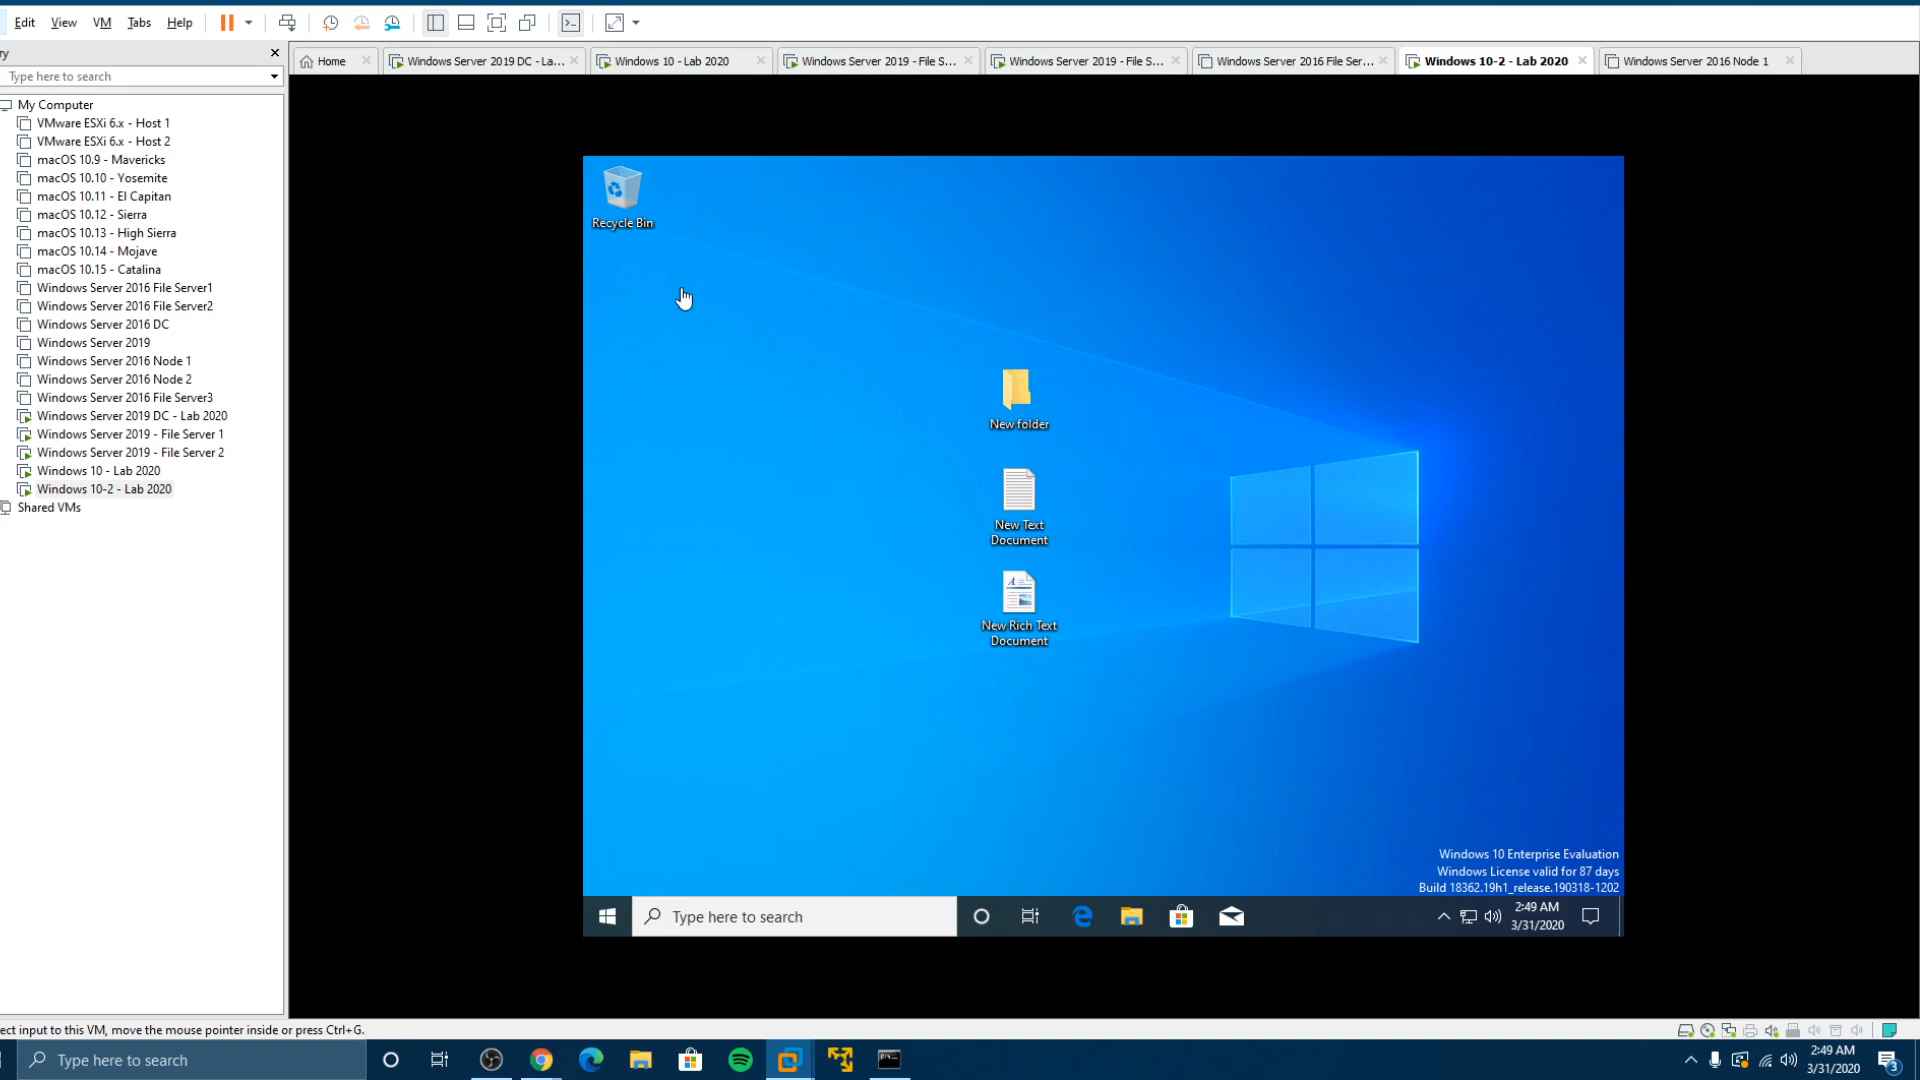 Edit View VM Tabs Help
ry
Type here to search
My Computer
VMware ESXi 6.x - Host 1
VMware ESXi 6.x - Host 2
macOS 10.9 - Mavericks
macOS 10.10 - Yosemite
macOS 10.11 - El Capitan
macOS 10.12 - Sierra
macOS 10.13 - High Sierra
macOS 10.14 - Mojave
macOS 10.15 - Catalina
Windows Server 2016 File Server1
Windows Server 2016 File Server2
Windows Server 2016 DC
Windows Server 2019
Windows Server 2016 Node 1
Windows Server 2016 Node 2
Windows Server 2016 File Server3
Windows Server 2019 DC - Lab 2020
Windows Server 2019 - File Server 1
Windows Server 2019 - File Server 2
Windows 10 - Lab 2020
Windows 10-2 - Lab 2020
Shared VMs
Home Windows Server 2019 DC - La... Windows 10 - Lab 2020 Windows Server 2019 - File S... Windows Server 2019 - File S... Windows Server 2016 File Ser... Windows 10-2 - Lab 2020 Windows Server 2016 Node 1
Recycle Bin
New folder
New Text
Document
New Rich Text
Document
Windows 10 Enterprise Evaluation
Windows License valid for 87 days
Build 18362.19h1_release.190318-1202
Type here to search
2:49 AM
3/31/2020
ect input to this VM, move the mouse pointer inside or press Ctrl+G.
Type here to search
2:49 AM
3/31/2020
3